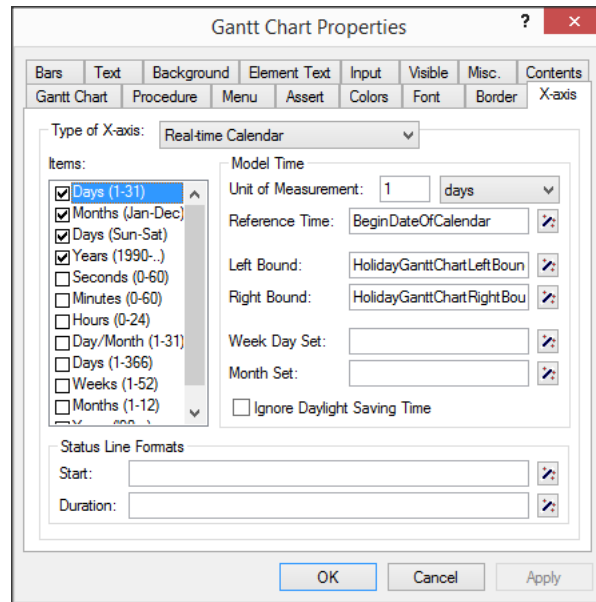 Gantt Chart Properties ? ×
Bars Text Background Element Text Input Visible Misc. Contents
Gantt Chart Procedure Menu Assert Colors Font Border X-axis
Type of X-axis: Real-time Calendar
Items:
Days (1-31)
Months (Jan-Dec)
Days (Sun-Sat)
Years (1990-..)
Seconds (0-60)
Minutes (0-60)
Hours (0-24)
Day/Month (1-31)
Days (1-366)
Weeks (1-52)
Months (1-12)
Model Time
Unit of Measurement: 1 days
Reference Time: BeginDateOfCalendar
Left Bound: HolidayGanttChartLeftBoun
Right Bound: HolidayGanttChartRightBou
Week Day Set:
Month Set:
Ignore Daylight Saving Time
Status Line Formats
Start:
Duration:
OK Cancel Apply